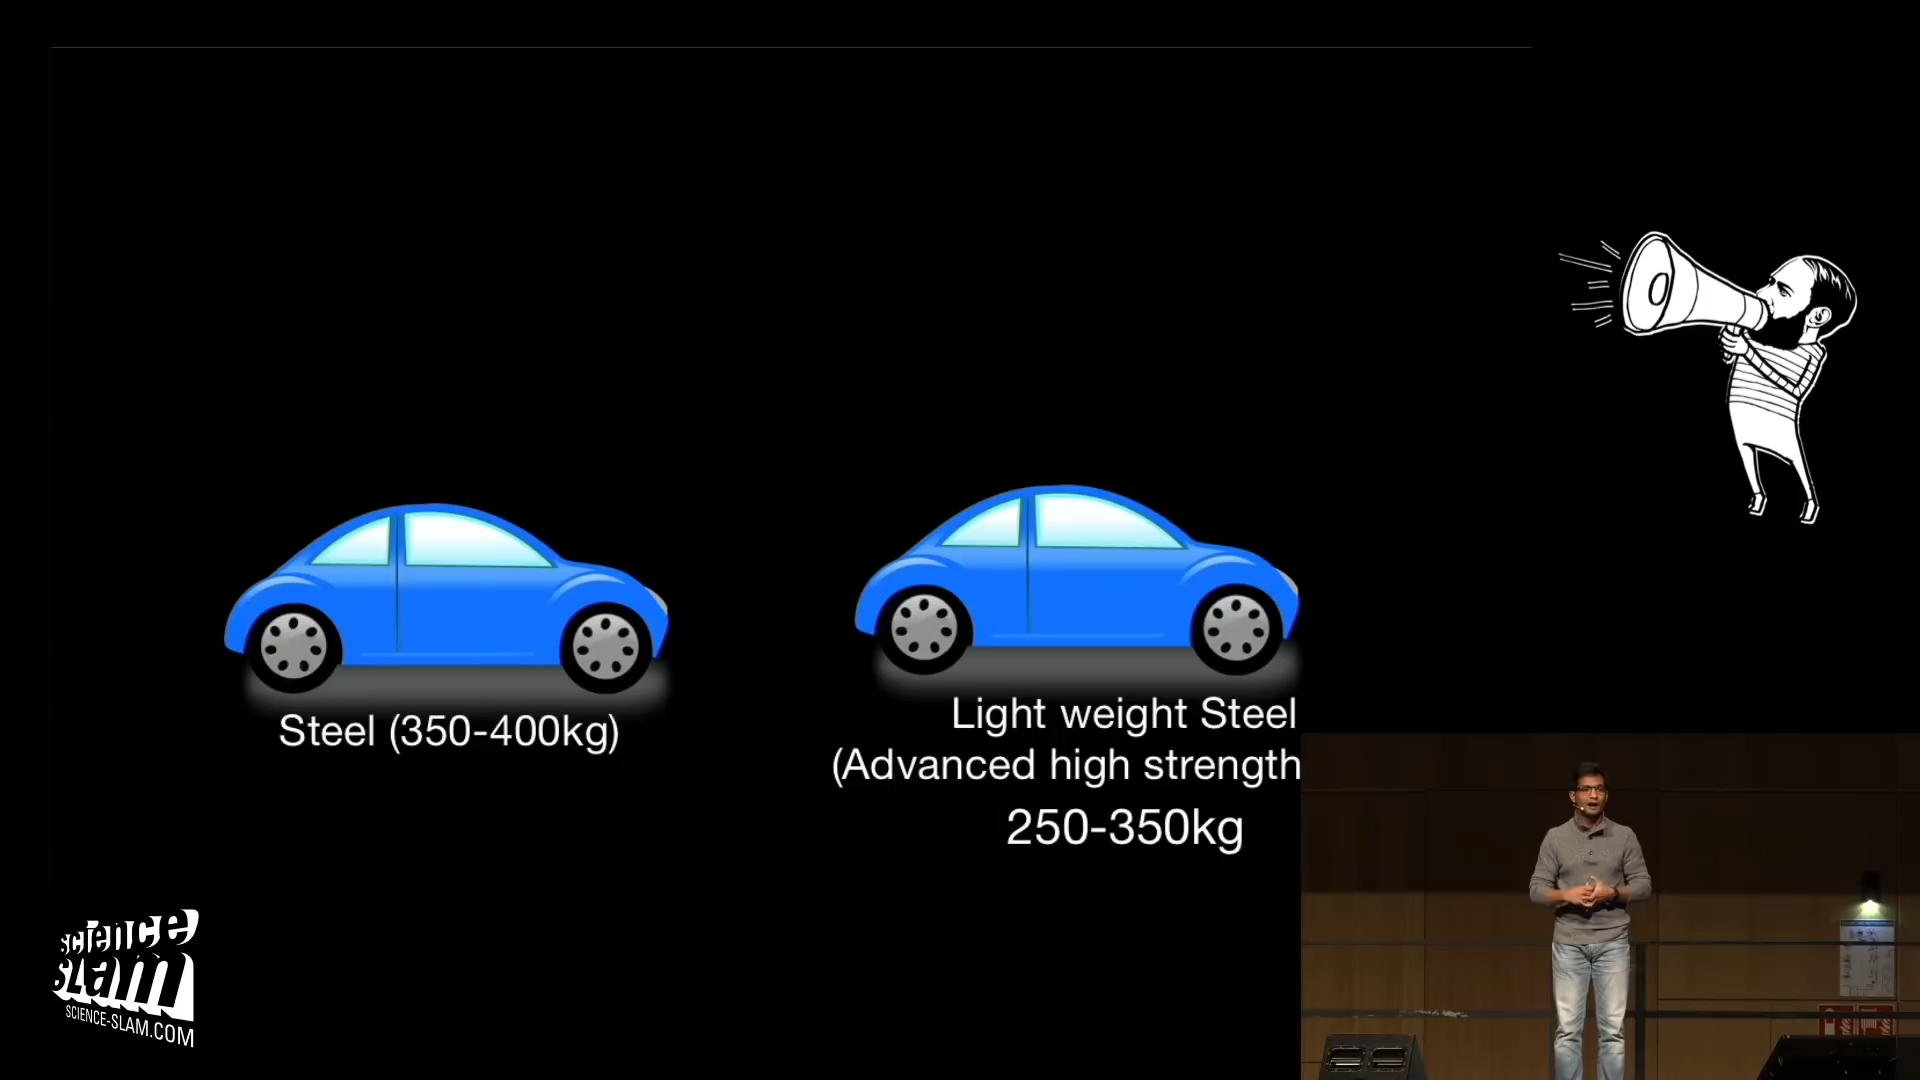 Steel (350-400kg)
Light weight Steel
(Advanced high strength
250-350kg
science
slam
SCIENCE-SLAM.COM